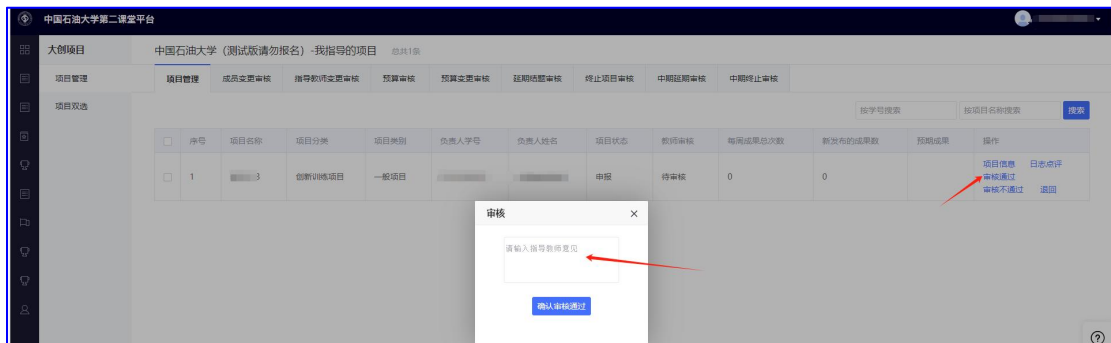 中国石油大学第二课堂平台
大创项目
中国石油大学（测试版请勿报名）-我指导的项目 总共1条
项目管理
项目双选
项目管理 成员变更审核 指导教师变更审核 预算审核 预算变更审核 延期结题审核 终止项目审核 中期延期审核 中期终止审核
按学号搜索 按项目名称搜索 搜索
序号 项目名称 项目分类 项目类别 负责人学号 负责人姓名 项目状态 教师审核 每周成果总次数 新发布的成果数 预期成果 操作
1 创新训练项目 一般项目 申报 待审核 0 0
项目信息 日志点评
审核通过
审核不通过 退回
审核
请输入指导教师意见
确认审核通过